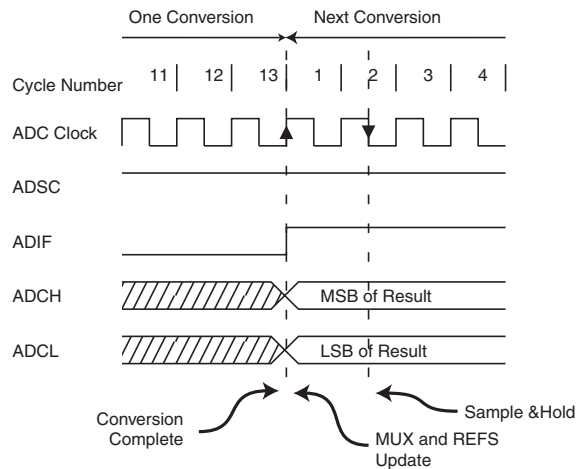 One Conversion Next Conversion
Cycle Number 11 12 13 1 2 3 4
ADC Clock
ADSC
ADIF
ADCH MSB of Result
ADCL LSB of Result
Conversion
Complete
MUX and REFS
Update
Sample &Hold